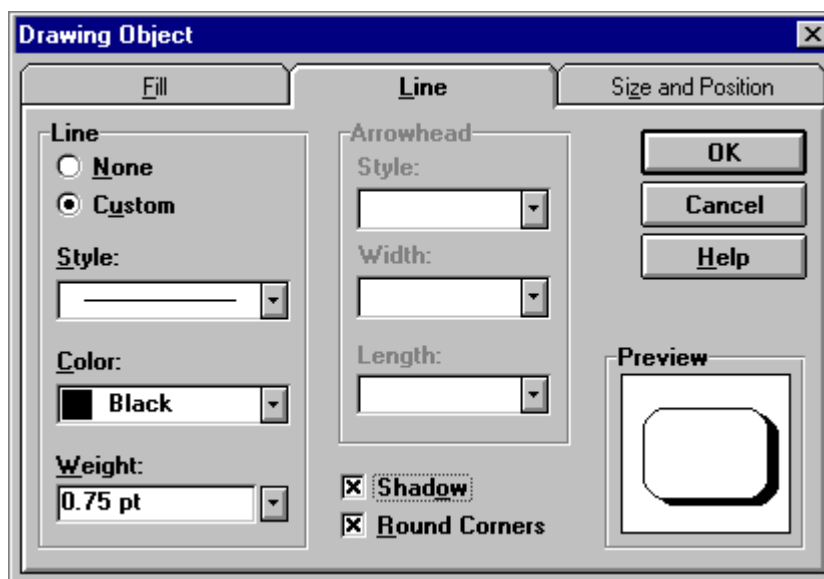 Drawing Object
Fill
Line
Size and Position
Line
None
Custom
Style:
Color:
Black
Weight:
0.75 pt
Arrowhead
Style:
Width:
Length:
Shadow
Round Corners
OK
Cancel
Help
Preview